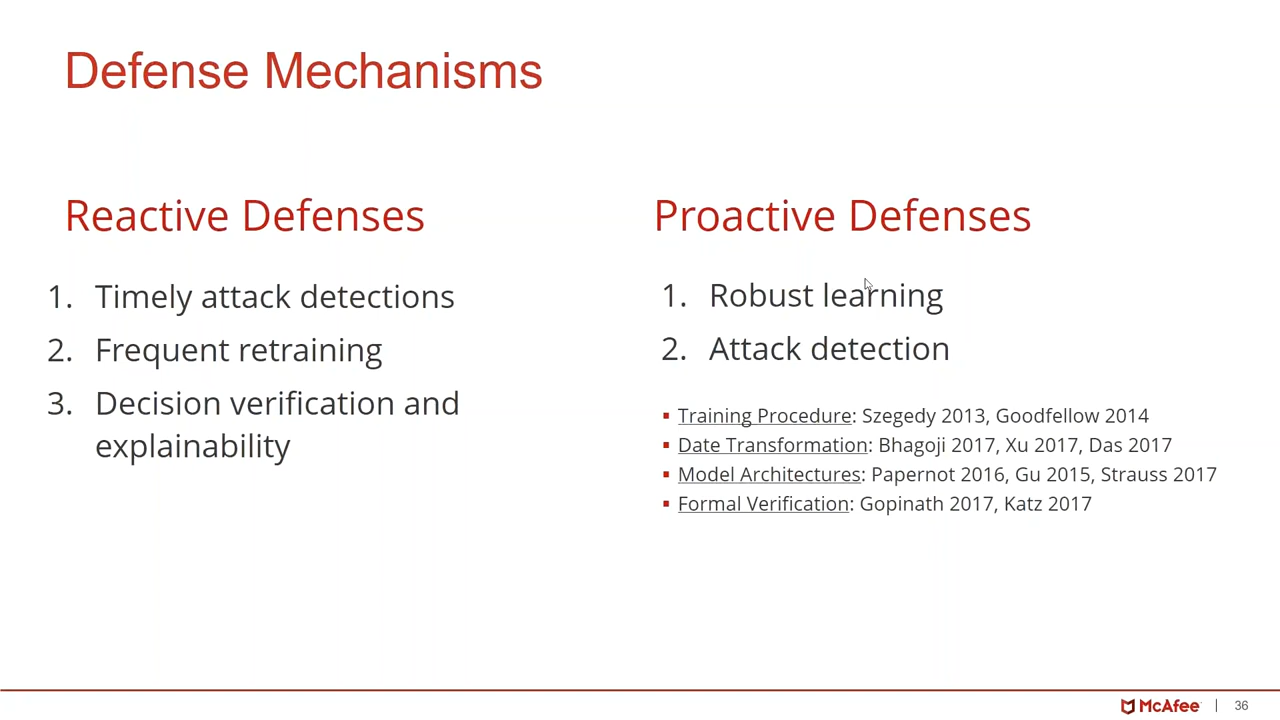 Defense Mechanisms
Reactive Defenses
1. Timely attack detections
2. Frequent retraining
3. Decision verification and
explainability
Proactive Defenses
1. Robust learning
2. Attack detection
▪ Training Procedure: Szegedy 2013, Goodfellow 2014
▪ Date Transformation: Bhagoji 2017, Xu 2017, Das 2017
▪ Model Architectures: Papernot 2016, Gu 2015, Strauss 2017
▪ Formal Verification: Gopinath 2017, Katz 2017
McAfee | 36